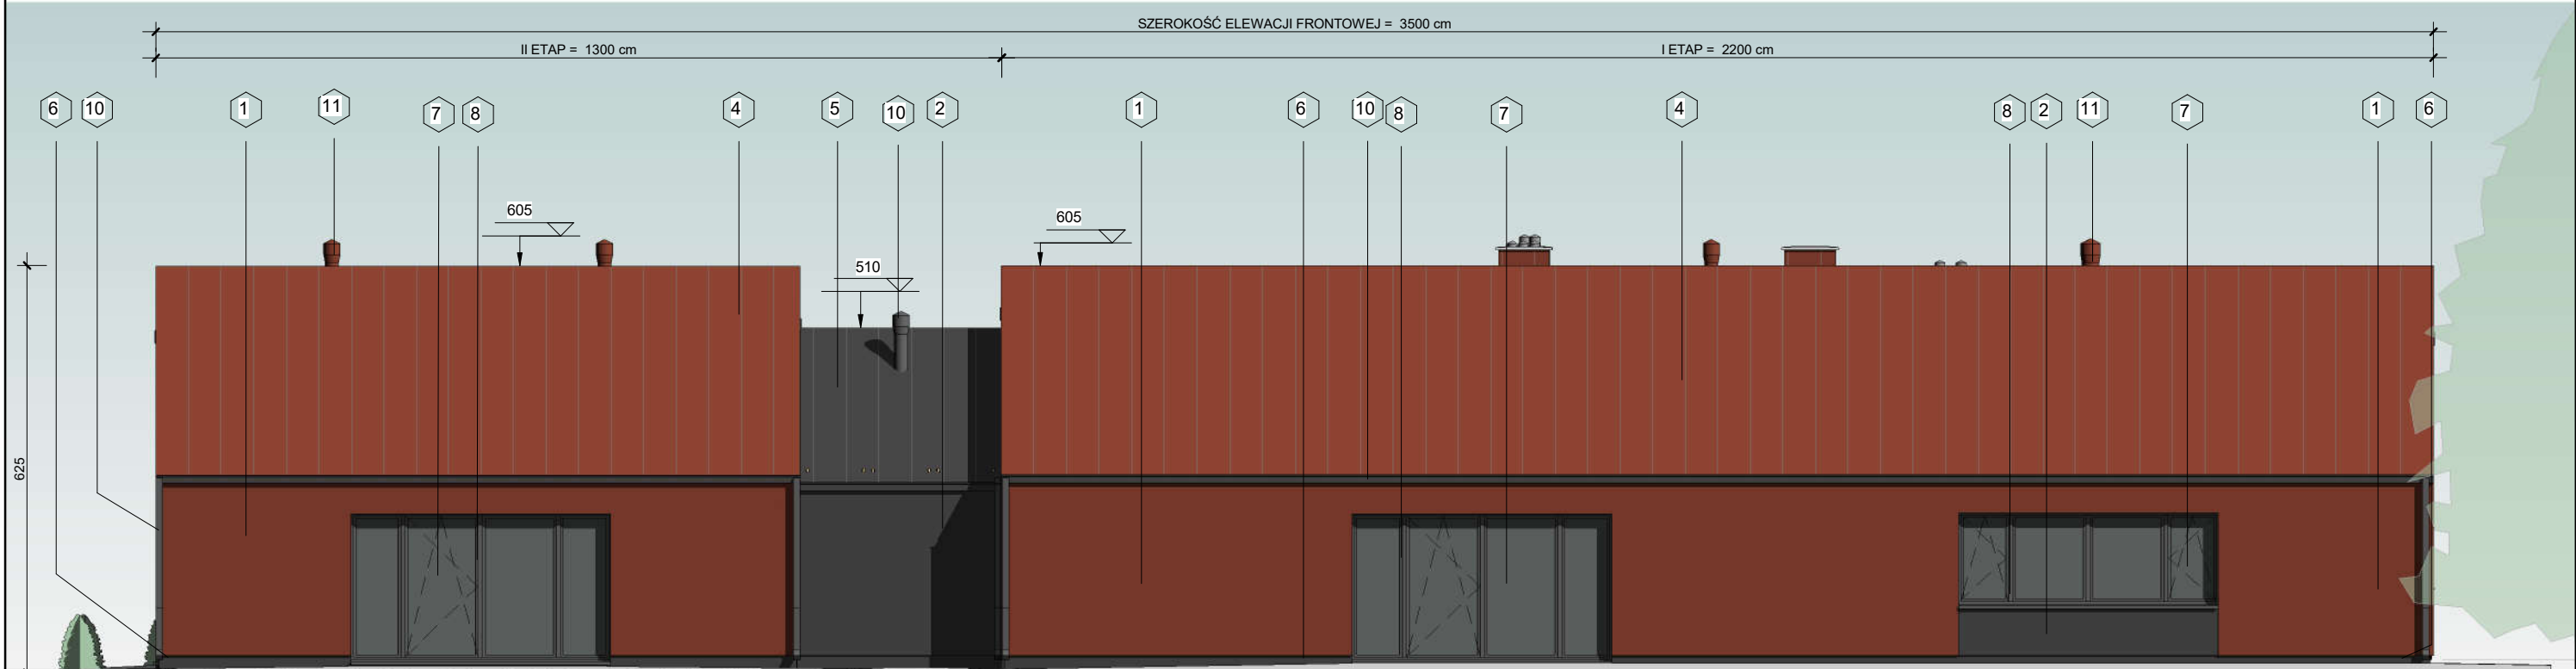 SZEROKOŚĆ ELEWACJI FRONTOWEJ = 3500 cm
II ETAP = 1300 cm
I ETAP = 2200 cm
6 10 1 11 7 8 4 5 10 2 1 6 10 8 7 4 8 2 11 7 1 6
605
605
510
625